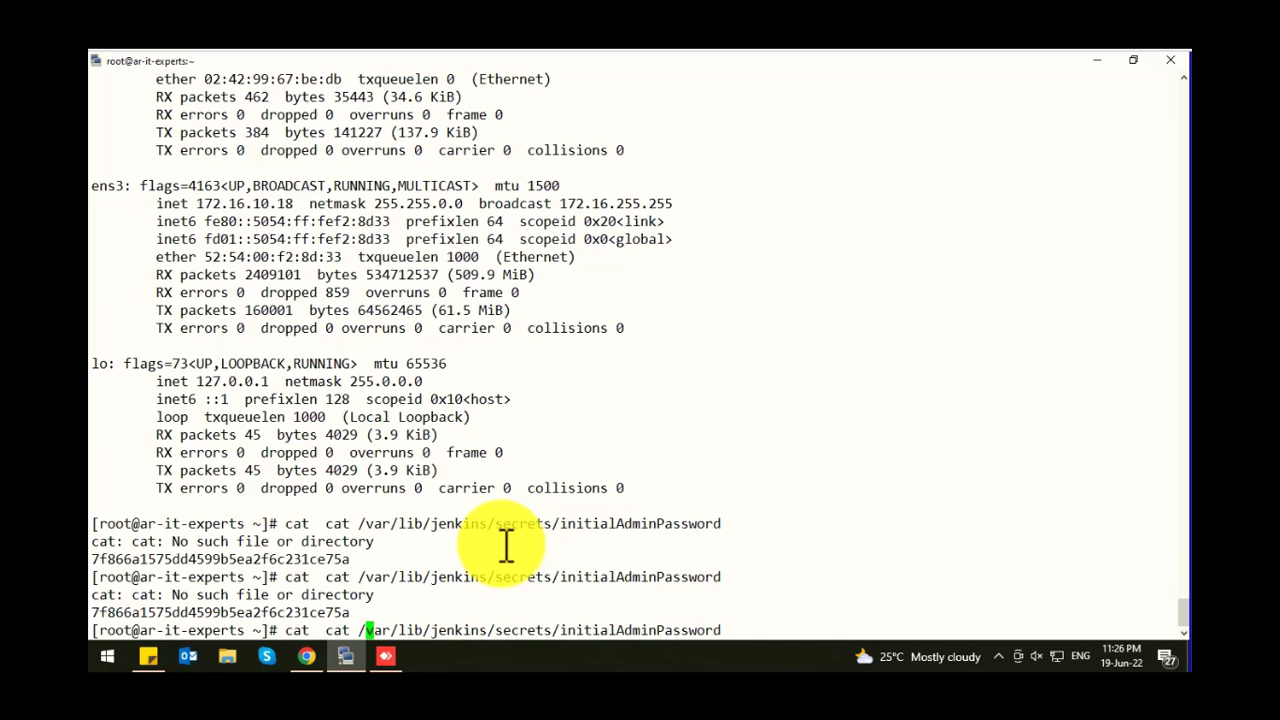 root@ar-it-experts:~
ether 02:42:99:67:be:db  txqueuelen 0  (Ethernet)
RX packets 462  bytes 35443 (34.6 KiB)
RX errors 0  dropped 0  overruns 0  frame 0
TX packets 384  bytes 141227 (137.9 KiB)
TX errors 0  dropped 0 overruns 0  carrier 0  collisions 0
ens3: flags=4163<UP,BROADCAST,RUNNING,MULTICAST>  mtu 1500
inet 172.16.10.18  netmask 255.255.0.0  broadcast 172.16.255.255
inet6 fe80::5054:ff:fef2:8d33  prefixlen 64  scopeid 0x20<link>
inet6 fd01::5054:ff:fef2:8d33  prefixlen 64  scopeid 0x0<global>
ether 52:54:00:f2:8d:33  txqueuelen 1000  (Ethernet)
RX packets 2409101  bytes 534712537 (509.9 MiB)
RX errors 0  dropped 859  overruns 0  frame 0
TX packets 160001  bytes 64562465 (61.5 MiB)
TX errors 0  dropped 0 overruns 0  carrier 0  collisions 0
lo: flags=73<UP,LOOPBACK,RUNNING>  mtu 65536
inet 127.0.0.1  netmask 255.0.0.0
inet6 ::1  prefixlen 128  scopeid 0x10<host>
loop  txqueuelen 1000  (Local Loopback)
RX packets 45  bytes 4029 (3.9 KiB)
RX errors 0  dropped 0  overruns 0  frame 0
TX packets 45  bytes 4029 (3.9 KiB)
TX errors 0  dropped 0 overruns 0  carrier 0  collisions 0
[root@ar-it-experts ~]# cat  cat /var/lib/jenkins/secrets/initialAdminPassword
cat: cat: No such file or directory
7f866a1575dd4599b5ea2f6c231ce75a
[root@ar-it-experts ~]# cat  cat /var/lib/jenkins/secrets/initialAdminPassword
cat: cat: No such file or directory
7f866a1575dd4599b5ea2f6c231ce75a
[root@ar-it-experts ~]# cat  cat /var/lib/jenkins/secrets/initialAdminPassword
25°C Mostly cloudy
ENG
11:26 PM
19-Jun-22
27